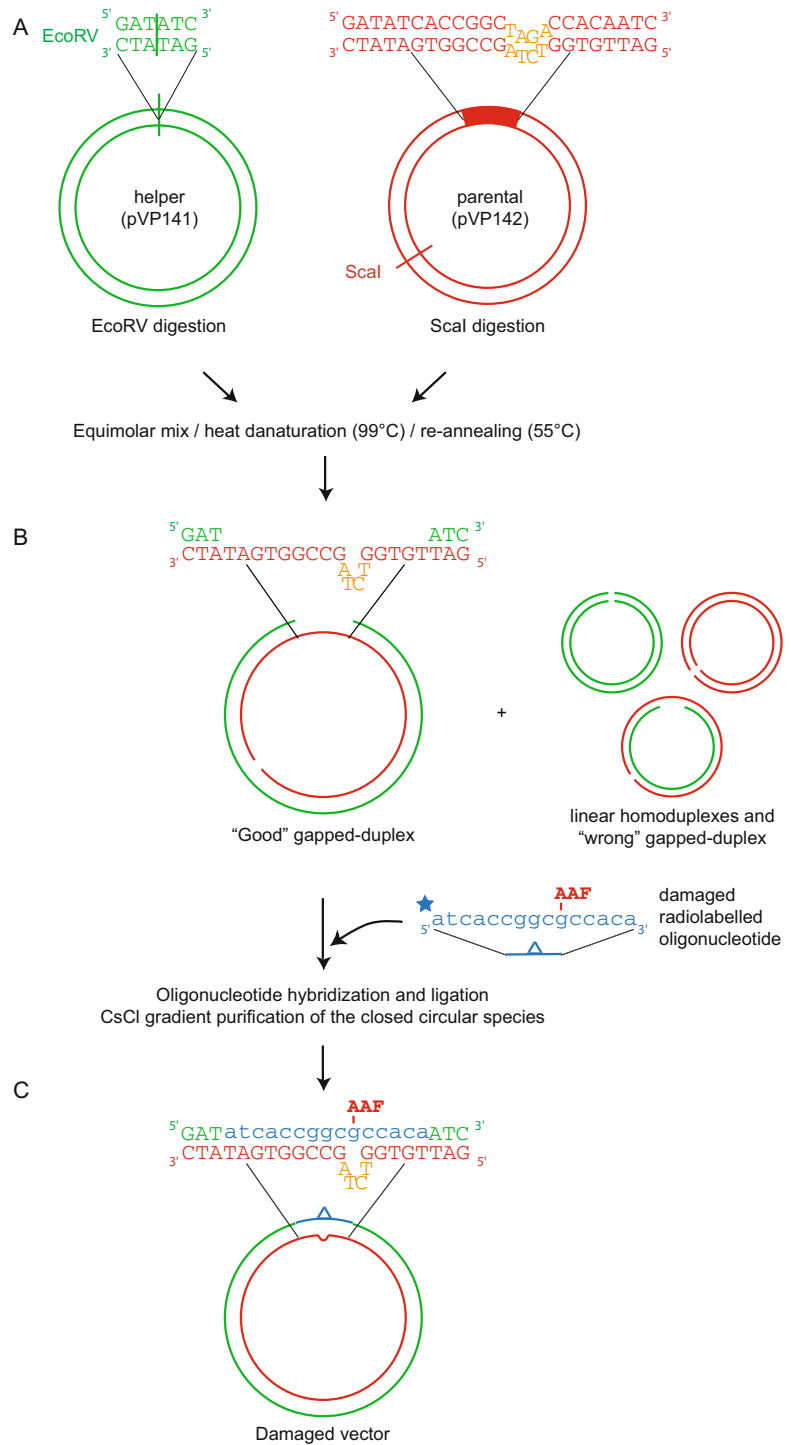 A
5' GATATC 3'
EcoRV
3' CTATAG 5'
5' GATATCACCGGCTAGACCACAATC 3'
3' CTATAGTGGCCGATCTGGTGTTAG 5'
helper
(pVP141)
parental
(pVP142)
ScaI
EcoRV digestion
ScaI digestion
Equimolar mix / heat danaturation (99°C) / re-annealing (55°C)
B
5' GAT ATC 3'
3' CTATAGTGGCCG GGTGTTAG 5'
A T
TC
+
"Good" gapped-duplex
linear homoduplexes and
"wrong" gapped-duplex
AAF
5' atcaccggcgccaca 3'
damaged
radiolabelled
oligonucleotide
Oligonucleotide hybridization and ligation
CsCl gradient purification of the closed circular species
C
AAF
5' GATatcaccggcgccacaATC 3'
3' CTATAGTGGCCG GGTGTTAG 5'
A T
TC
Damaged vector